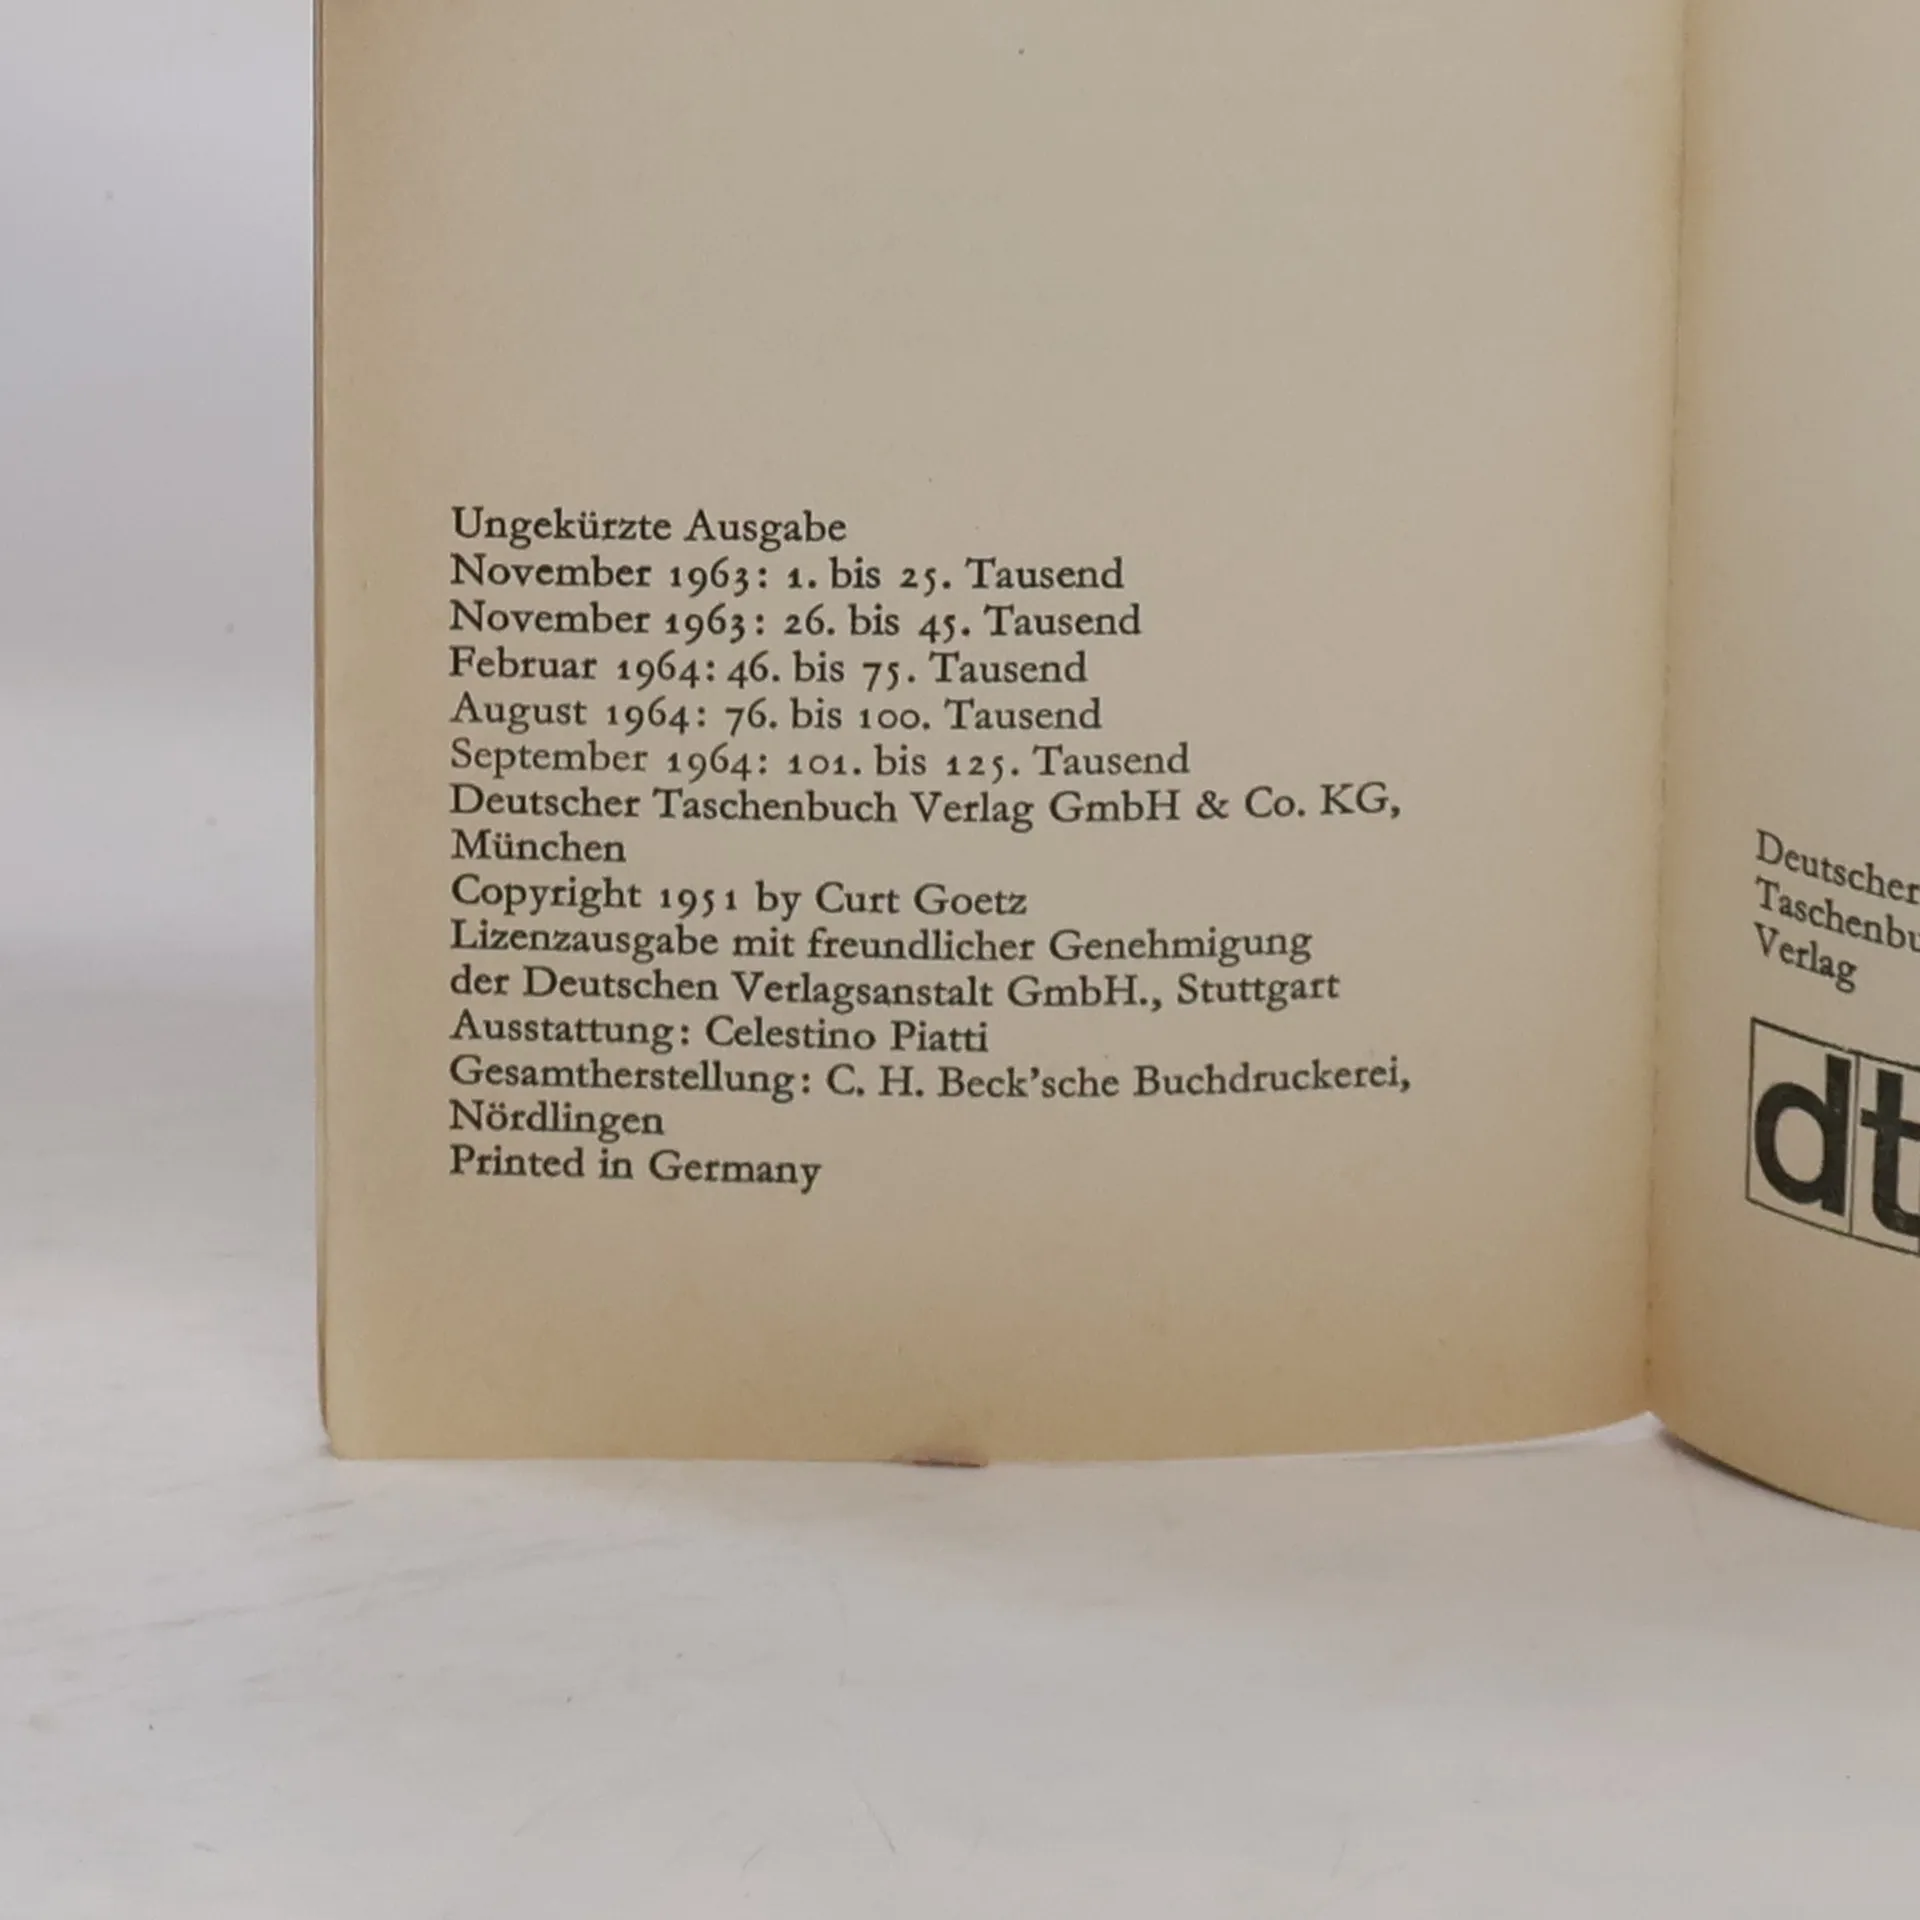 Ungekürzte Ausgabe
November 1963: 1. bis 25. Tausend
November 1963: 26. bis 45. Tausend
Februar 1964: 46. bis 75. Tausend
August 1964: 76. bis 100. Tausend
September 1964: 101. bis 125. Tausend
Deutscher Taschenbuch Verlag GmbH & Co. KG,
München
Copyright 1951 by Curt Goetz
Lizenzausgabe mit freundlicher Genehmigung
der Deutschen Verlagsanstalt GmbH., Stuttgart
Ausstattung: Celestino Piatti
Gesamtherstellung: C. H. Beck'sche Buchdruckerei,
Nördlingen
Printed in Germany
Deutscher
Taschenbu
Verlag
dt